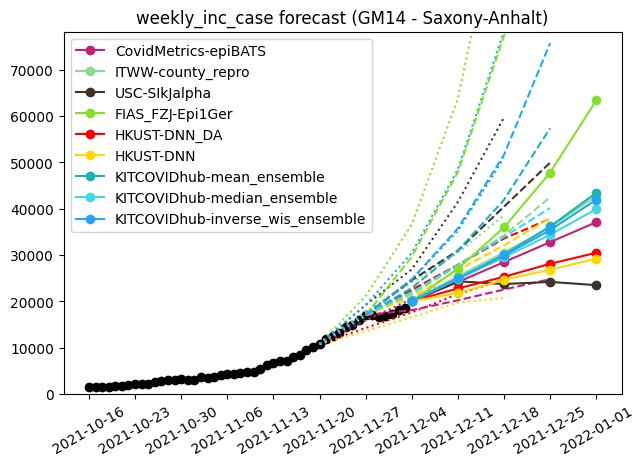 weekly_inc_case forecast (GM14 - Saxony-Anhalt)
70000
60000
50000
40000
30000
20000
10000
0
CovidMetrics-epiBATS
ITWW-county_repro
USC-SIkJalpha
FIAS_FZJ-Epi1Ger
HKUST-DNN_DA
HKUST-DNN
KITCOVIDhub-mean_ensemble
KITCOVIDhub-median_ensemble
KITCOVIDhub-inverse_wis_ensemble
2021-10-16
2021-10-23
2021-10-30
2021-11-06
2021-11-13
2021-11-20
2021-11-27
2021-12-04
2021-12-11
2021-12-18
2021-12-25
2022-01-01